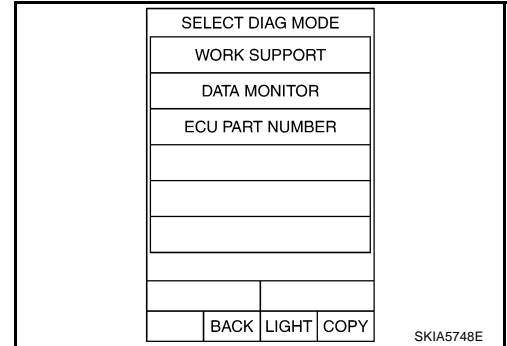 SELECT DIAG MODE
WORK SUPPORT
DATA MONITOR
ECU PART NUMBER
BACK LIGHT COPY
SKIA5748E